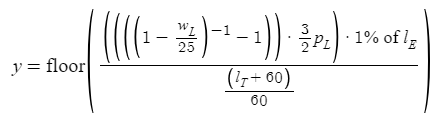 y = floor( ( ( ( ( ( 1 − w_L/25 )^−1 − 1 ) ) · 3/2 p_L ) · 1% of l_E ) / ( (l_T + 60)/60 ) )